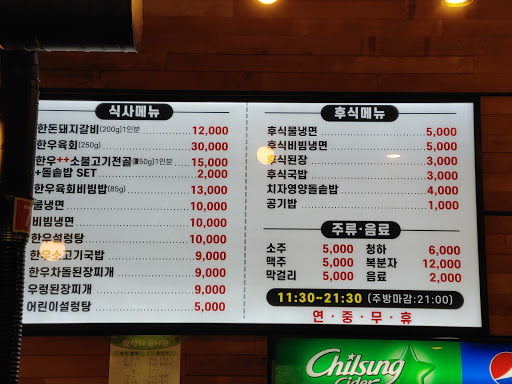 식사메뉴
한돈돼지갈비(200g)1인분 12,000
한우육회(250g) 30,000
한우++소불고기전골 1인분 15,000
+돌솥밥 SET 2,000
한우육회비빔밥(85g) 13,000
물냉면 10,000
비빔냉면 10,000
한우설렁탕 10,000
한우소고기국밥 9,000
한우차돌된장찌개 9,000
우렁된장찌개 9,000
어린이설렁탕 5,000
후식메뉴
후식물냉면 5,000
후식비빔냉면 5,000
후식된장 3,000
후식국밥 3,000
치자영양돌솥밥 4,000
공기밥 1,000
주류·음료
소주 5,000 청하 6,000
맥주 5,000 복분자 12,000
막걸리 5,000 음료 2,000
11:30~21:30 (주방마감:21:00)
연·중·무·휴
Chilsung
Cider